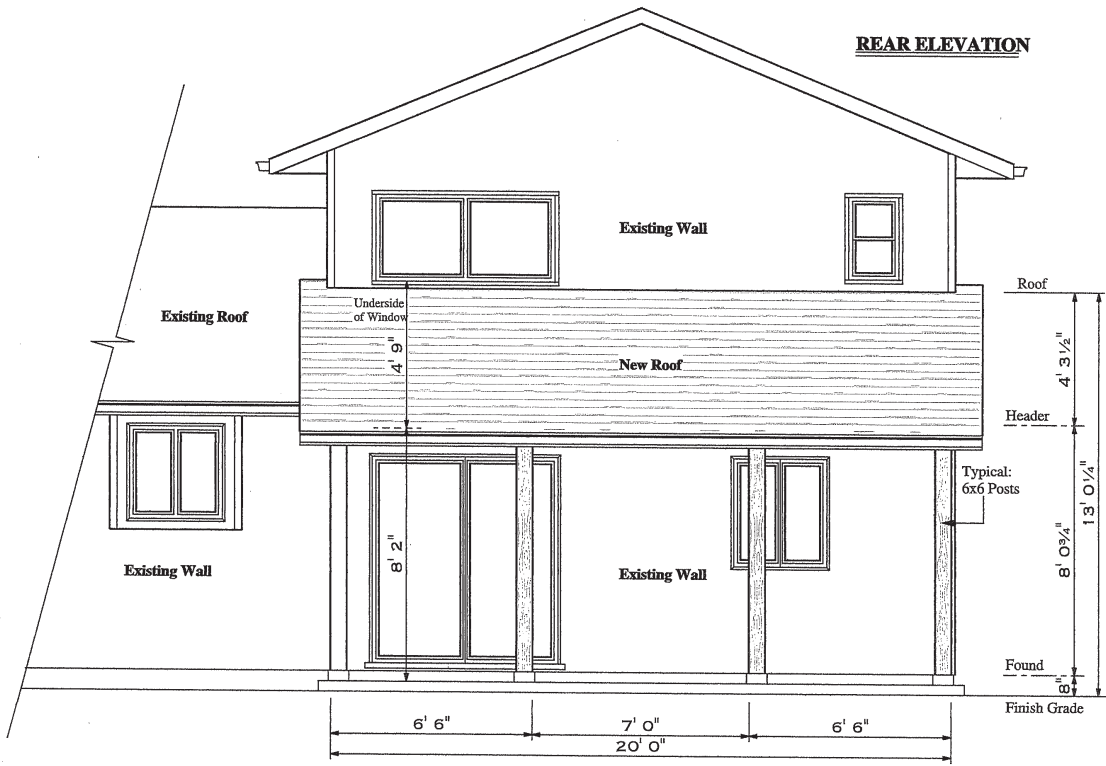 REAR ELEVATION
Existing Wall
Roof
Underside
of Window
Existing Roof
4' 9"
New Roof
4' 3½"
Header
Typical:
6x6 Posts
13' 0¼"
8' 2"
8' 0¾"
Existing Wall
Existing Wall
Found
8"
Finish Grade
6' 6"
7' 0"
6' 6"
20' 0"